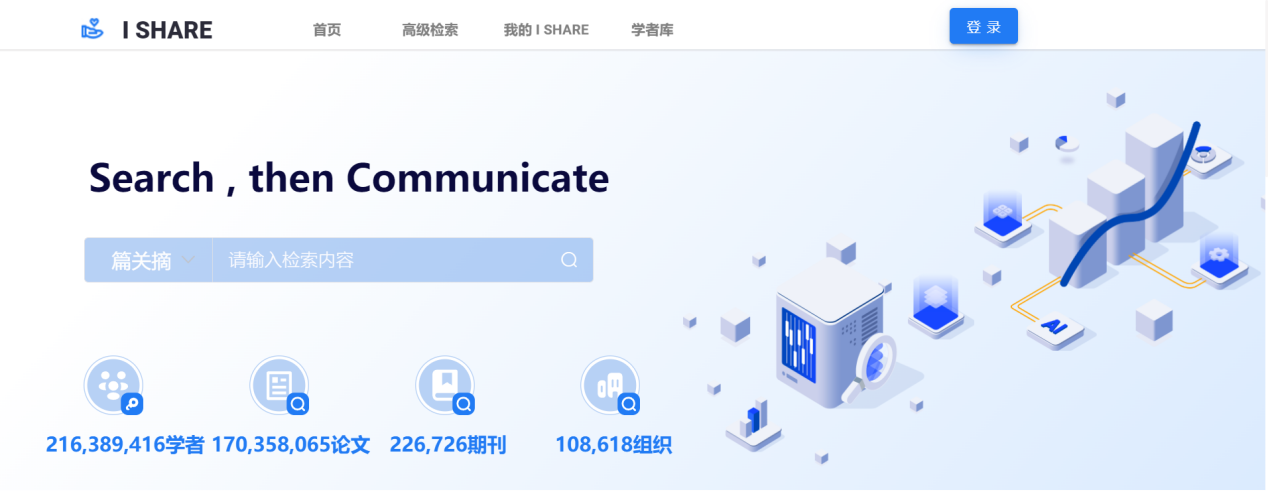 I SHARE 首页 高级检索 我的 I SHARE 学者库 登 录
Search , then Communicate
篇关摘 请输入检索内容
AI
216,389,416学者 170,358,065论文 226,726期刊 108,618组织